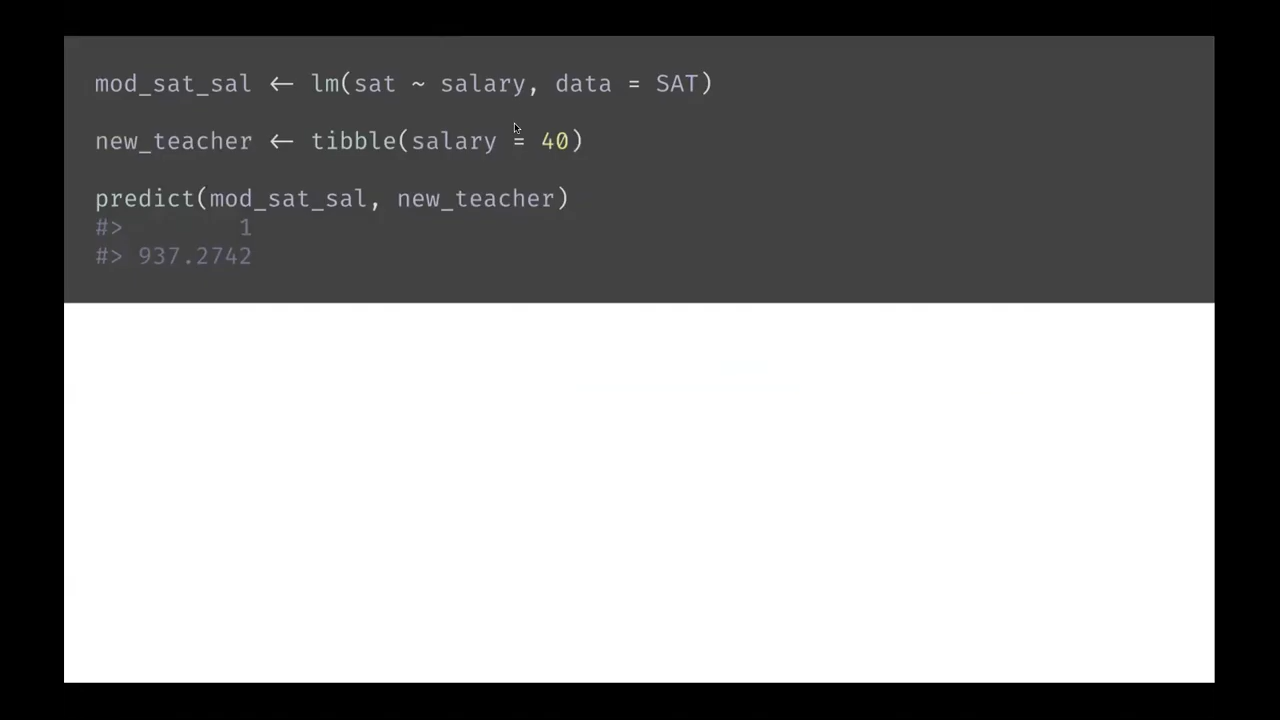 mod_sat_sal <- lm(sat ~ salary, data = SAT)
new_teacher <- tibble(salary = 40)
predict(mod_sat_sal, new_teacher)
#>        1
#> 937.2742